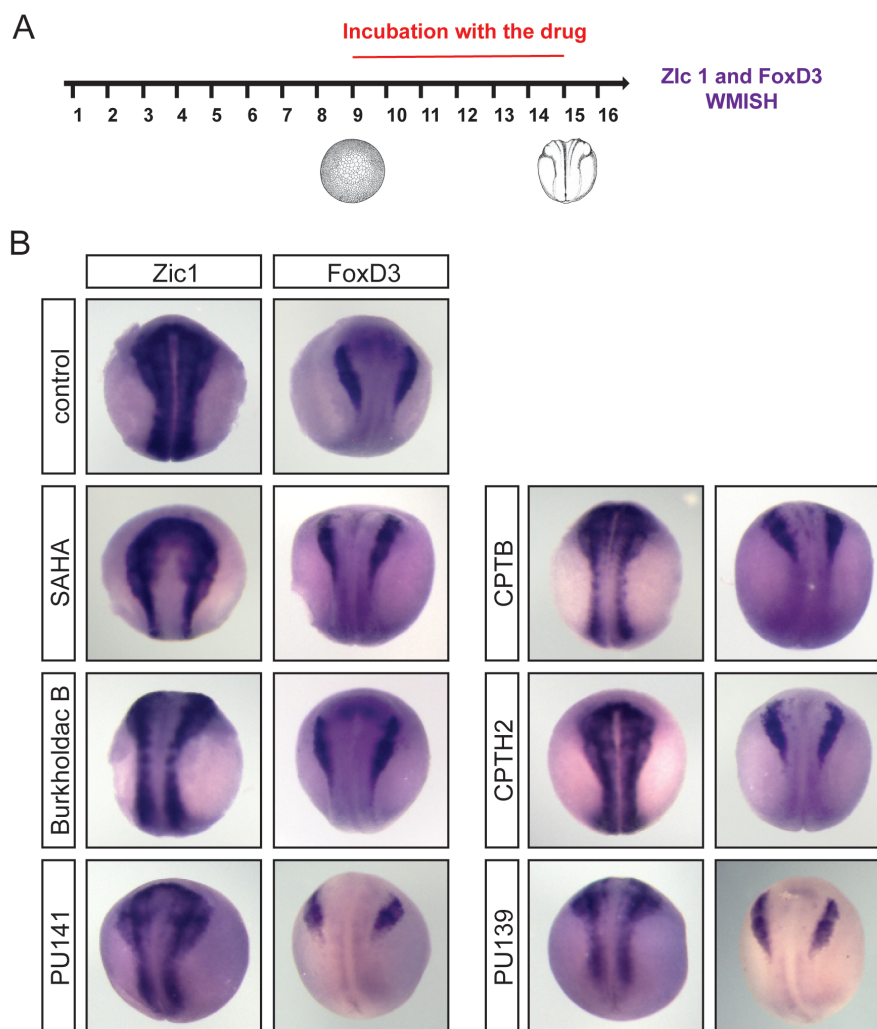 A
Incubation with the drug
ZIc 1 and FoxD3
WMISH
1 2 3 4 5 6 7 8 9 10 11 12 13 14 15 16
B
Zic1 FoxD3
control
SAHA
CPTB
Burkholdac B
CPTH2
PU141
PU139